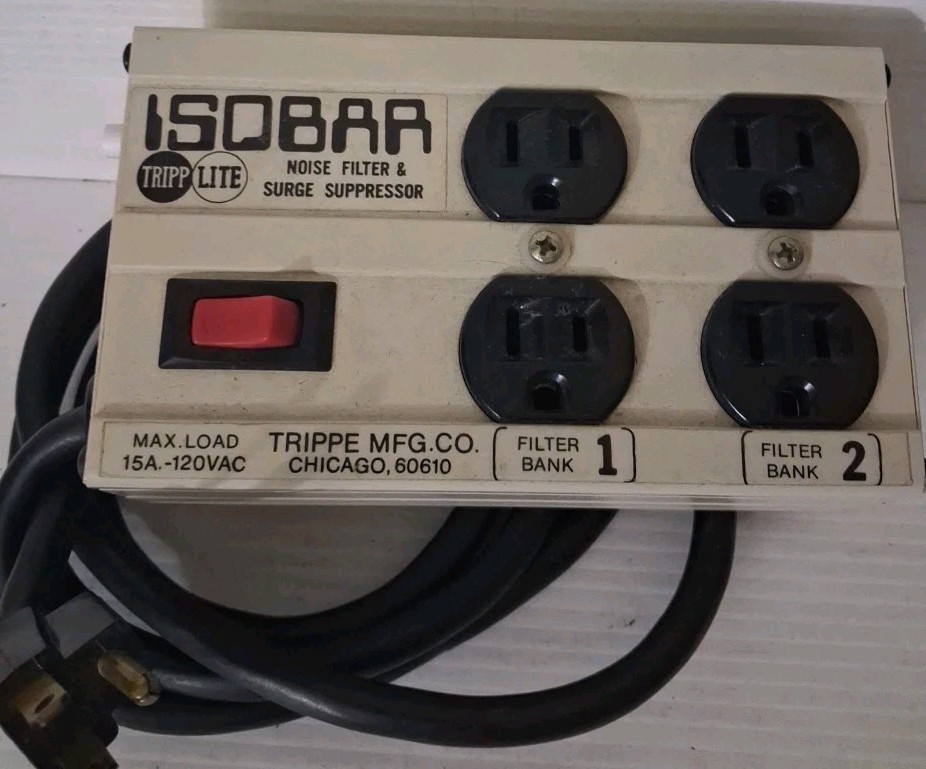 ISOBAR
TRIPP LITE
NOISE FILTER &
SURGE SUPPRESSOR
MAX.LOAD
15A.-120VAC
TRIPPE MFG.CO.
CHICAGO,60610
FILTER
BANK 1
FILTER
BANK 2